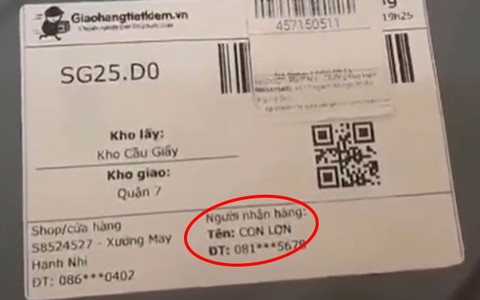 Giaohangtietkiem.vn
457150511
19h25
SG25.D0
Kho lấy:
Kho Cầu Giấy
Kho giao:
Quận 7
Shop/cửa hàng
S8524527 - Xưởng May
Hạnh Nhi
ĐT: 086***0402
Người nhận hàng:
Tên: CON LỢN
ĐT: 081***5678